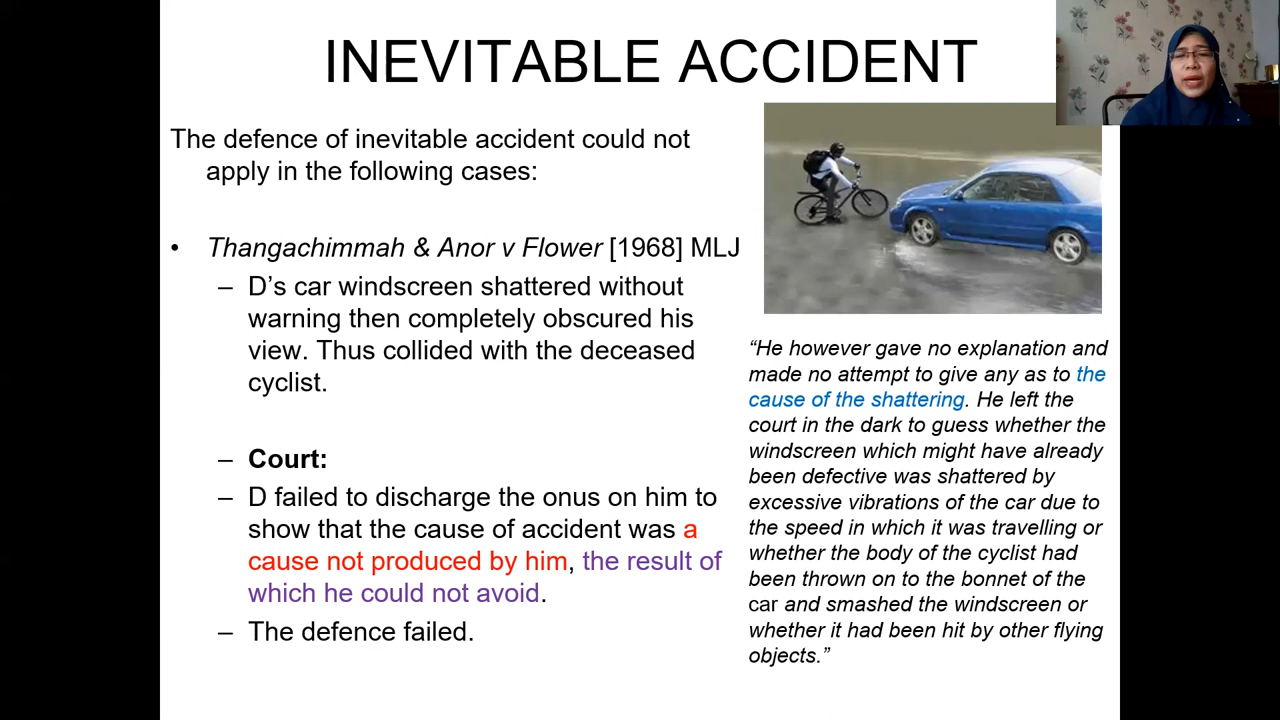 INEVITABLE ACCIDENT
The defence of inevitable accident could not
apply in the following cases:
• Thangachimmah & Anor v Flower [1968] MLJ
– D’s car windscreen shattered without
warning then completely obscured his
view. Thus collided with the deceased
cyclist.
– Court:
– D failed to discharge the onus on him to
show that the cause of accident was a
cause not produced by him, the result of
which he could not avoid.
– The defence failed.
“He however gave no explanation and
made no attempt to give any as to the
cause of the shattering. He left the
court in the dark to guess whether the
windscreen which might have already
been defective was shattered by
excessive vibrations of the car due to
the speed in which it was travelling or
whether the body of the cyclist had
been thrown on to the bonnet of the
car and smashed the windscreen or
whether it had been hit by other flying
objects.”